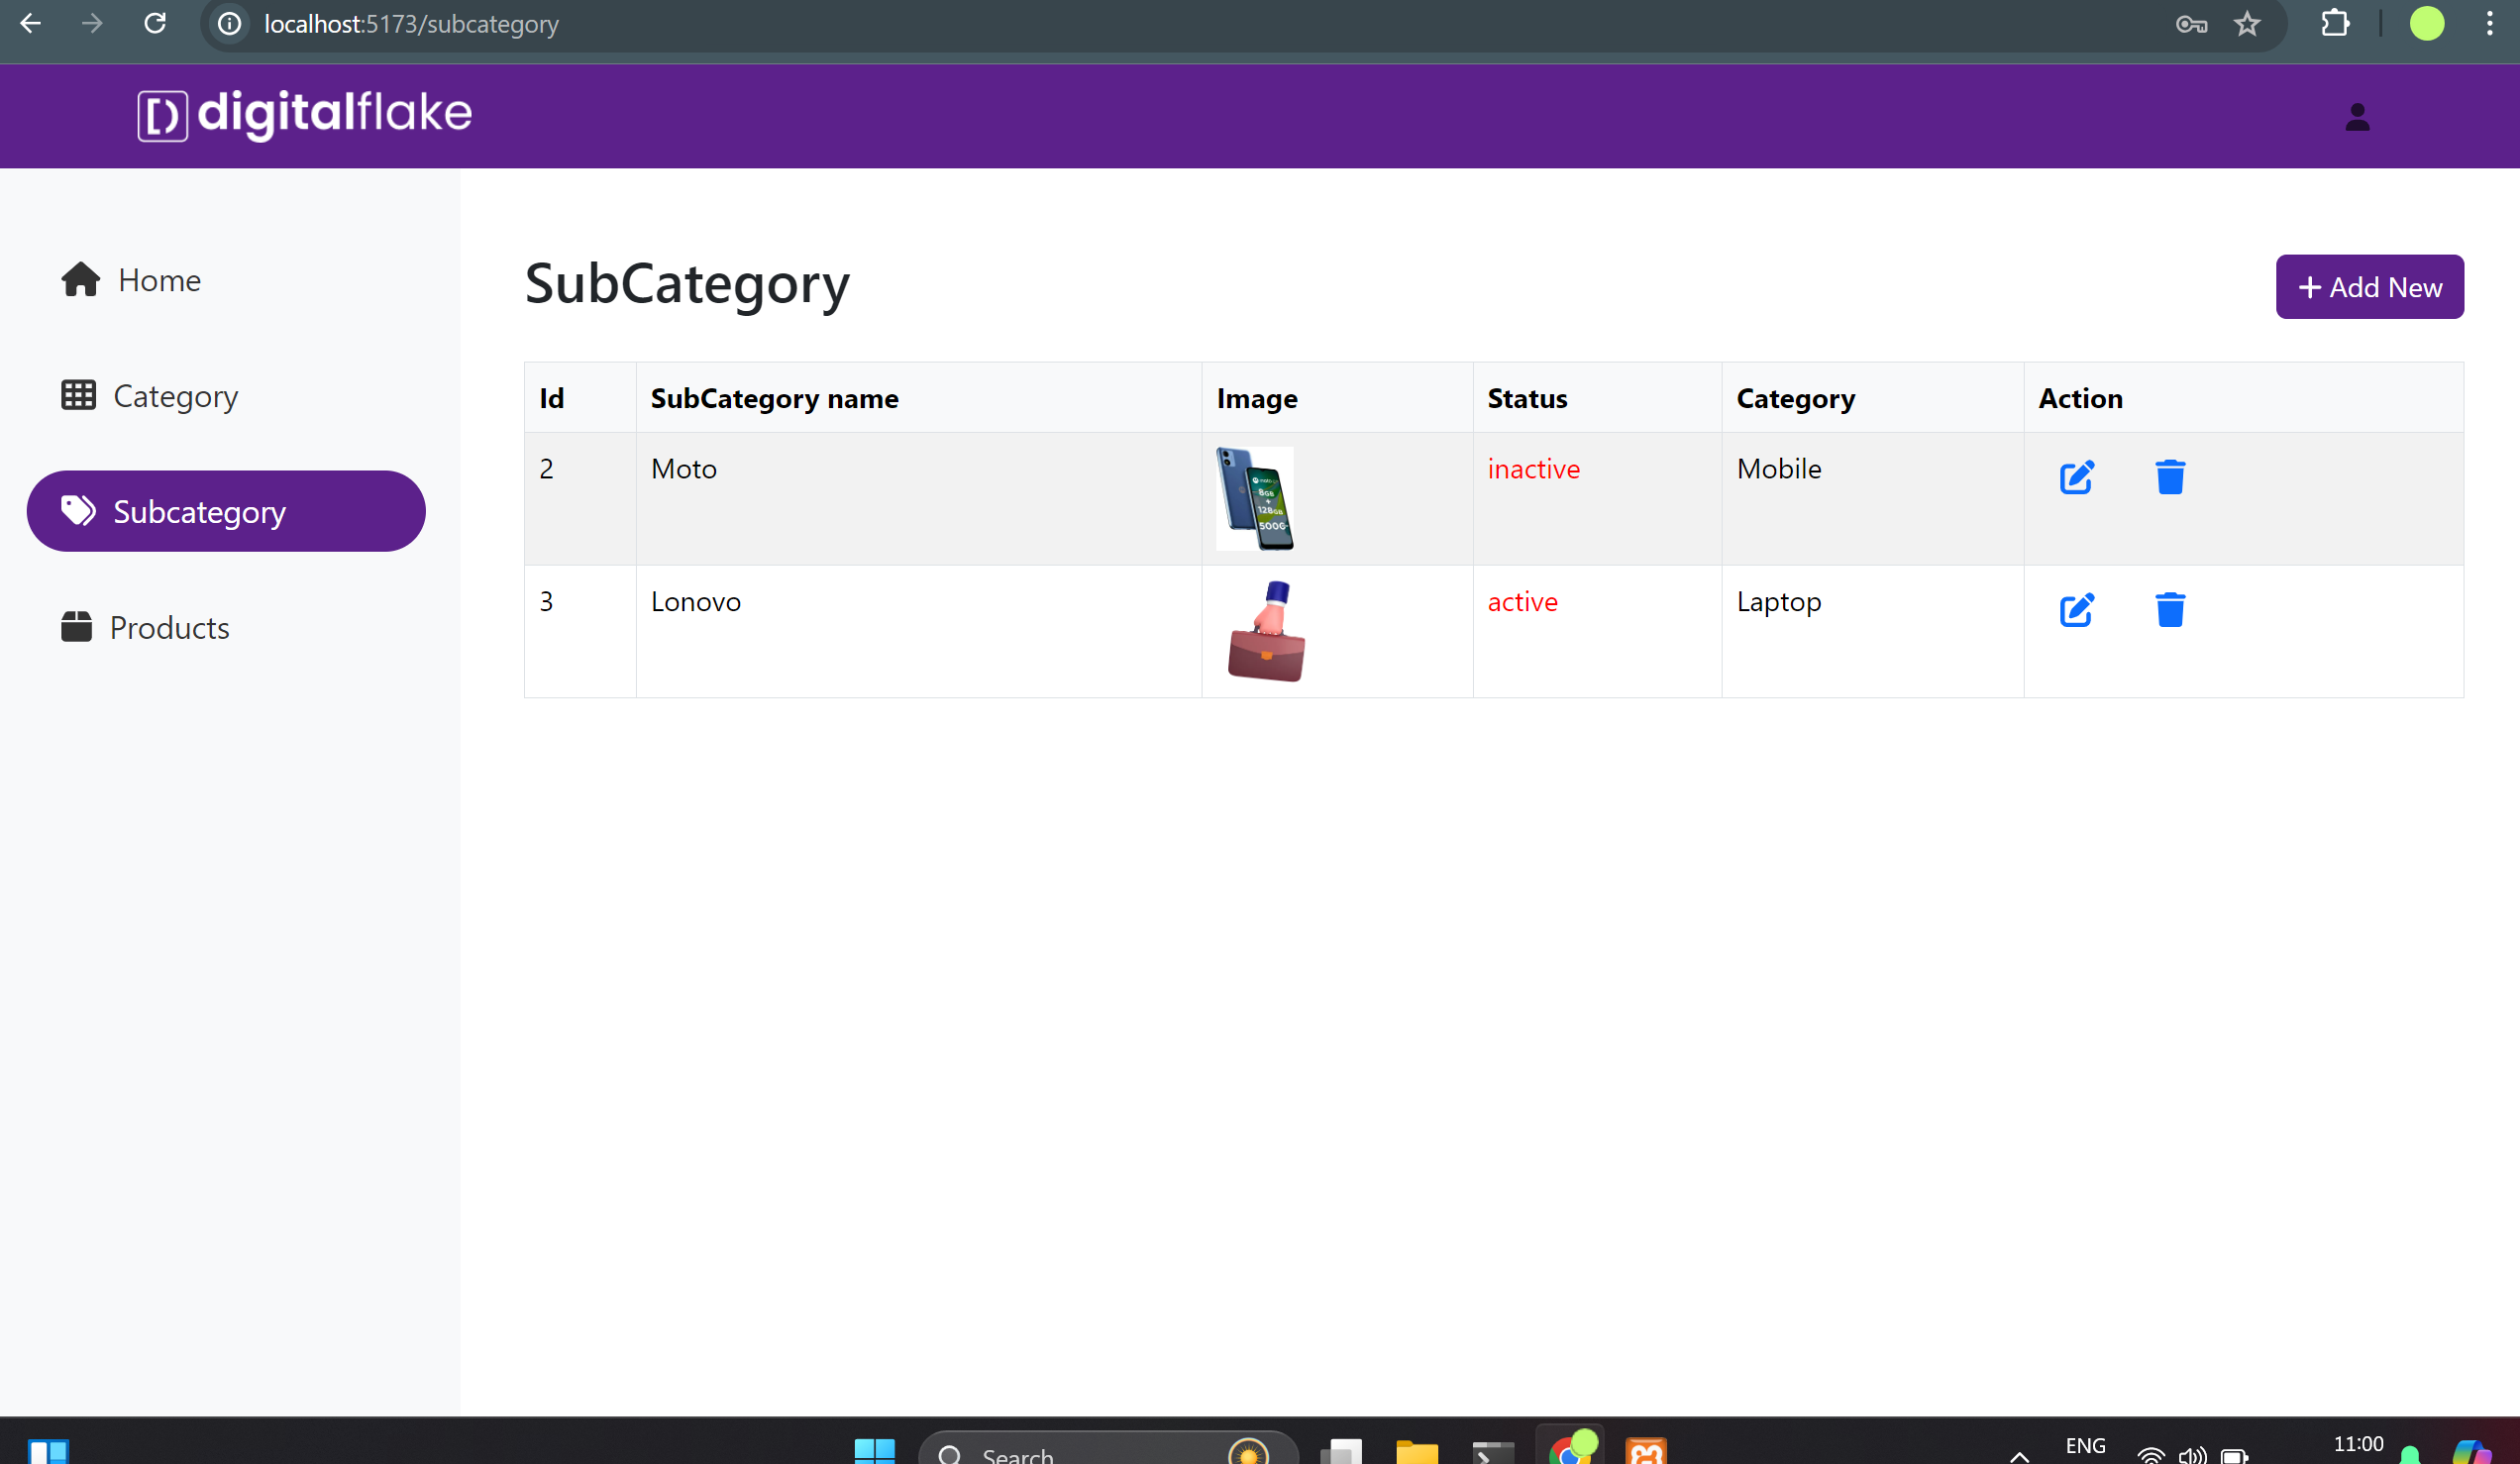 localhost:5173/subcategory
digitalflake
Home
Category
Subcategory
Products
SubCategory
Add New
Id SubCategory name Image Status Category Action
2 Moto inactive Mobile
8GB
+
128GB
3 Lonovo active Laptop
Search
ENG
11:00